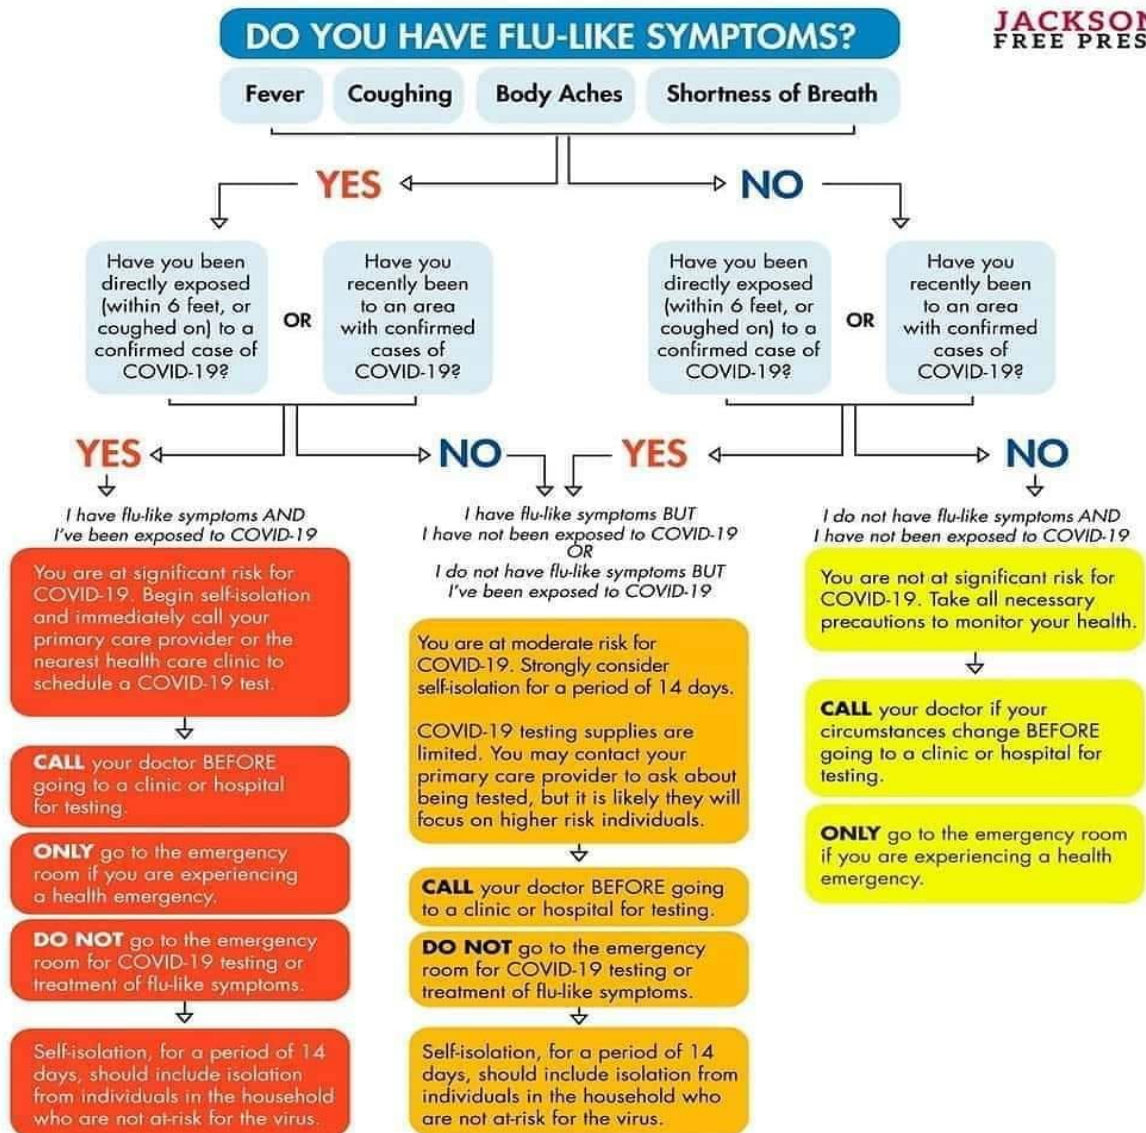 DO YOU HAVE FLU-LIKE SYMPTOMS?
JACKSON
FREE PRES
Fever
Coughing
Body Aches
Shortness of Breath
YES
NO
Have you been
directly exposed
(within 6 feet, or
coughed on) to a
confirmed case of
COVID-19?
OR
Have you
recently been
to an area
with confirmed
cases of
COVID-19?
Have you been
directly exposed
(within 6 feet, or
coughed on) to a
confirmed case of
COVID-19?
OR
Have you
recently been
to an area
with confirmed
cases of
COVID-19?
YES
NO
YES
NO
I have flu-like symptoms AND
I've been exposed to COVID-19
You are at significant risk for
COVID-19. Begin self-isolation
and immediately call your
primary care provider or the
nearest health care clinic to
schedule a COVID-19 test.
CALL your doctor BEFORE
going to a clinic or hospital
for testing.
ONLY go to the emergency
room if you are experiencing
a health emergency.
DO NOT go to the emergency
room for COVID-19 testing or
treatment of flu-like symptoms.
Self-isolation, for a period of 14
days, should include isolation
from individuals in the household
who are not at-risk for the virus.
I have flu-like symptoms BUT
I have not been exposed to COVID-19
OR
I do not have flu-like symptoms BUT
I've been exposed to COVID-19
You are at moderate risk for
COVID-19. Strongly consider
self-isolation for a period of 14 days.
COVID-19 testing supplies are
limited. You may contact your
primary care provider to ask about
being tested, but it is likely they will
focus on higher risk individuals.
CALL your doctor BEFORE going
to a clinic or hospital for testing.
DO NOT go to the emergency
room for COVID-19 testing or
treatment of flu-like symptoms.
Self-isolation, for a period of 14
days, should include isolation from
individuals in the household who
are not at-risk for the virus.
I do not have flu-like symptoms AND
I have not been exposed to COVID-19
You are not at significant risk for
COVID-19. Take all necessary
precautions to monitor your health.
CALL your doctor if your
circumstances change BEFORE
going to a clinic or hospital for
testing.
ONLY go to the emergency room
if you are experiencing a health
emergency.